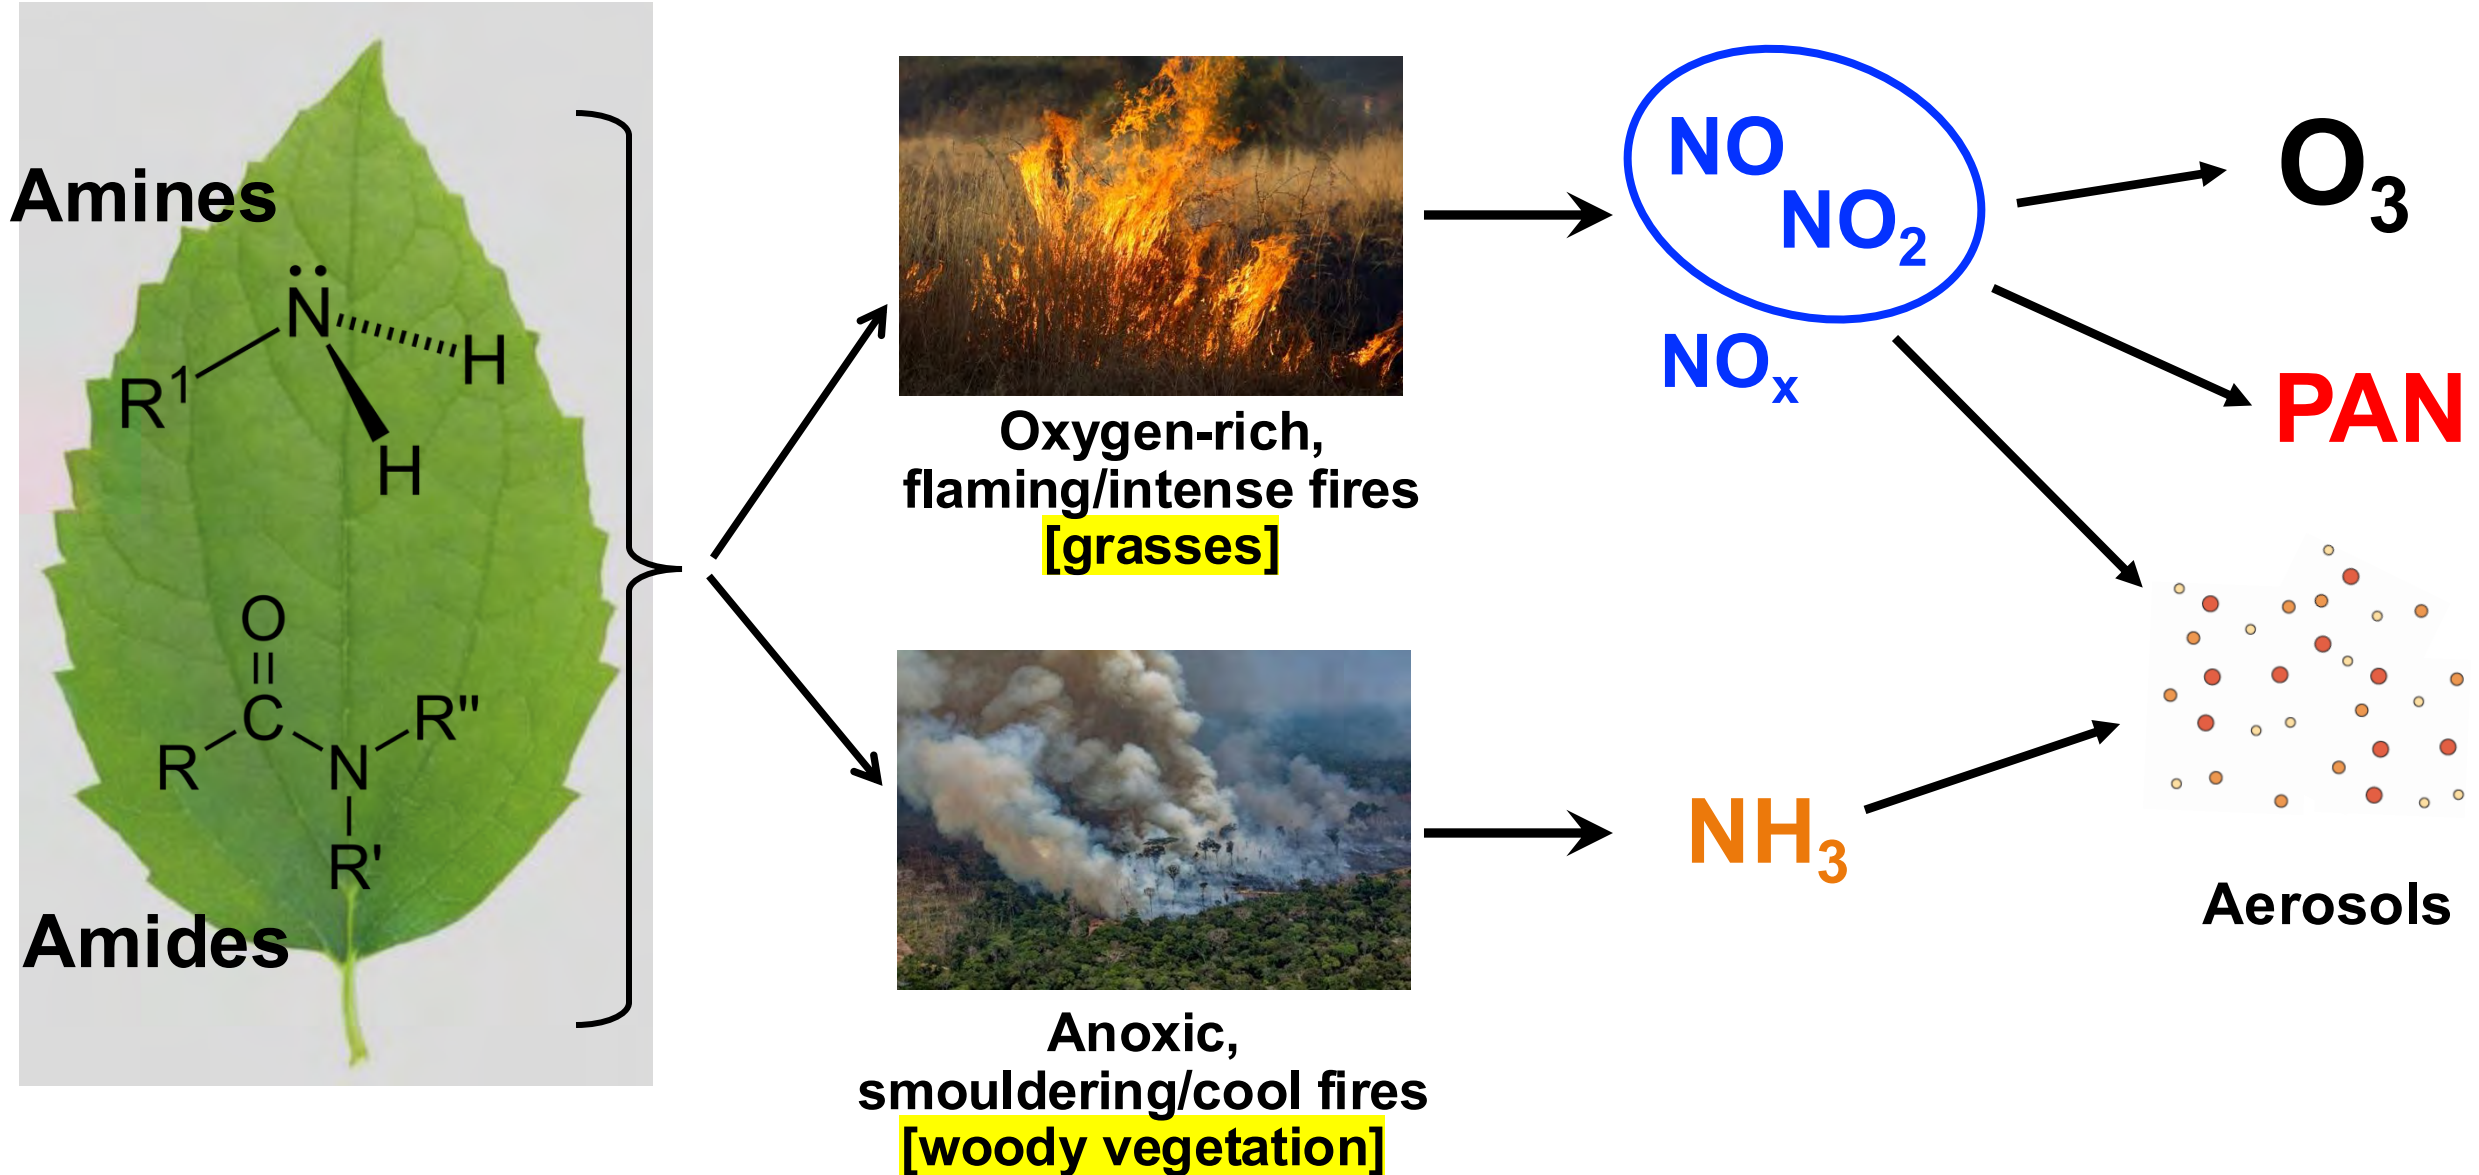 Amines
N
H
R1
H
O
C
R"
R
N
R'
Amides
Oxygen-rich,
flaming/intense fires
[grasses]
Anoxic,
smouldering/cool fires
[woody vegetation]
NO
NO2
NOx
NH3
O3
PAN
Aerosols